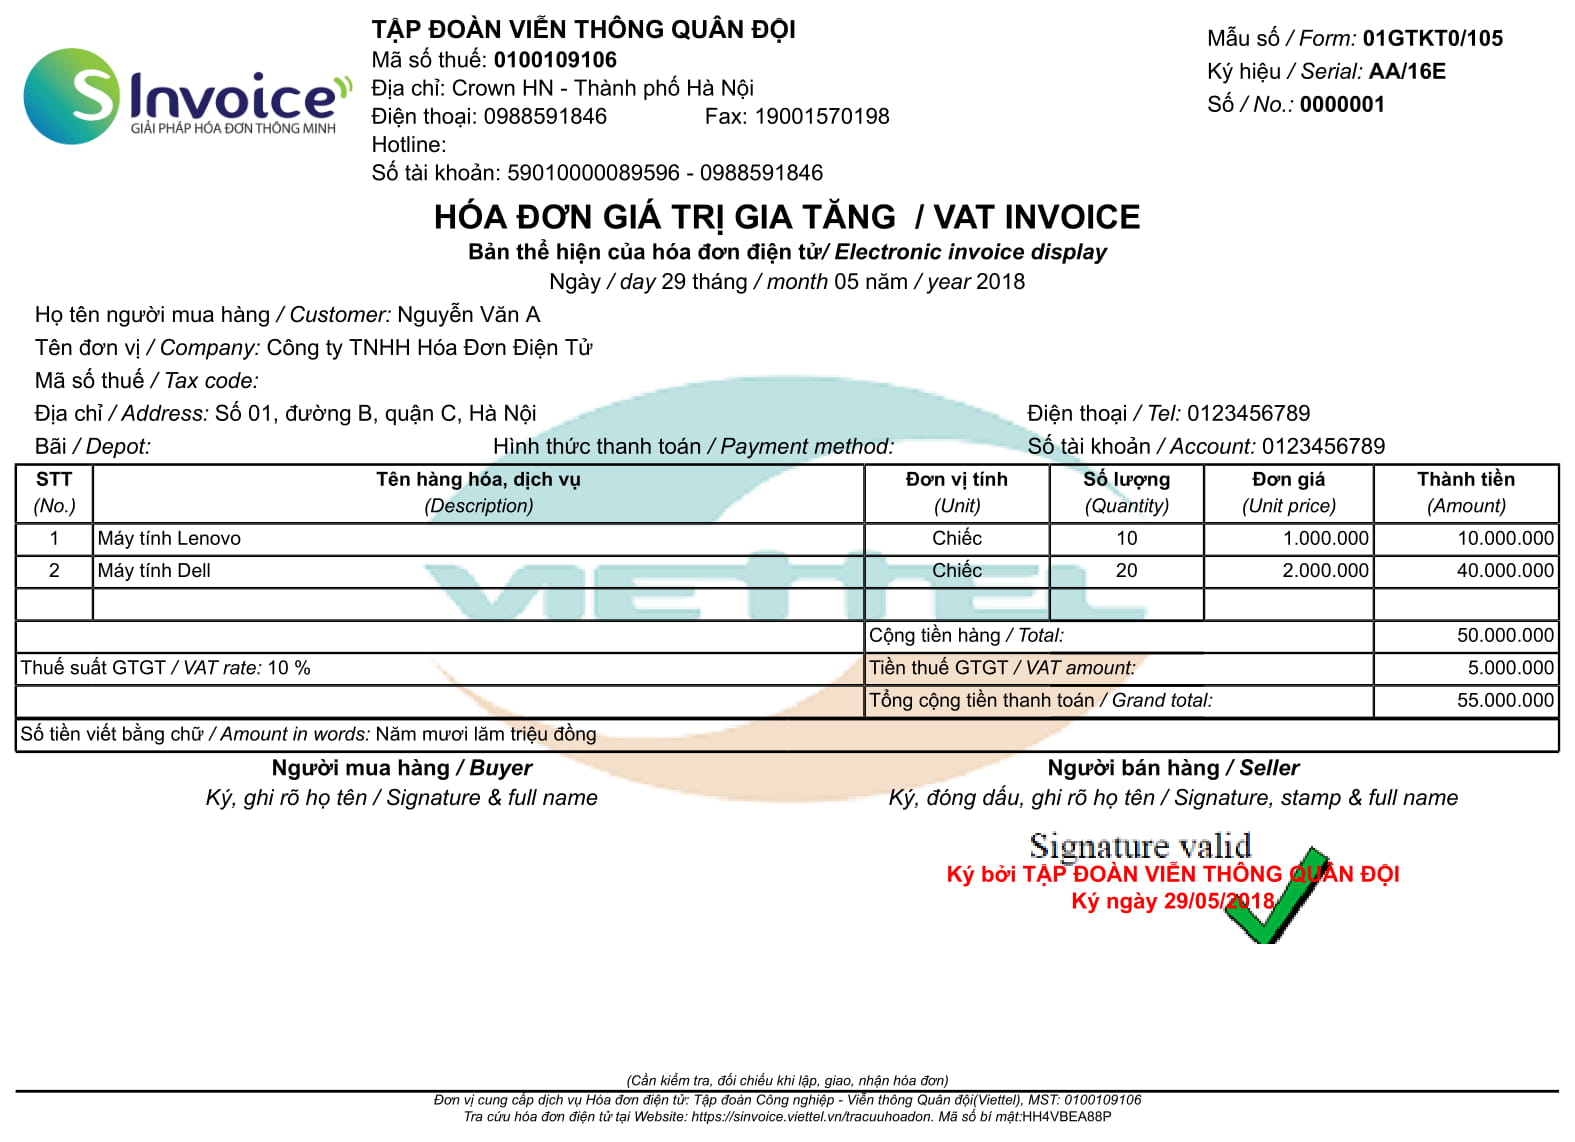 TẬP ĐOÀN VIỄN THÔNG QUÂN ĐỘI
Mã số thuế: 0100109106
Địa chỉ: Crown HN - Thành phố Hà Nội
Điện thoại: 0988591846 Fax: 19001570198
Hotline:
Số tài khoản: 59010000089596 - 0988591846
S Invoice
GIẢI PHÁP HÓA ĐƠN THÔNG MINH
Mẫu số / Form: 01GTKT0/105
Ký hiệu / Serial: AA/16E
Số / No.: 0000001
HÓA ĐƠN GIÁ TRỊ GIA TĂNG / VAT INVOICE
Bản thể hiện của hóa đơn điện tử/ Electronic invoice display
Ngày / day 29 tháng / month 05 năm / year 2018
Họ tên người mua hàng / Customer: Nguyễn Văn A
Tên đơn vị / Company: Công ty TNHH Hóa Đơn Điện Tử
Mã số thuế / Tax code:
Địa chỉ / Address: Số 01, đường B, quận C, Hà Nội Điện thoại / Tel: 0123456789
Bãi / Depot: Hình thức thanh toán / Payment method: Số tài khoản / Account: 0123456789
STT Tên hàng hóa, dịch vụ Đơn vị tính Số lượng Đơn giá Thành tiền
(No.) (Description) (Unit) (Quantity) (Unit price) (Amount)
1 Máy tính Lenovo Chiếc 10 1.000.000 10.000.000
2 Máy tính Dell Chiếc 20 2.000.000 40.000.000
VIETTEL
Cộng tiền hàng / Total: 50.000.000
Thuế suất GTGT / VAT rate: 10 % Tiền thuế GTGT / VAT amount: 5.000.000
Tổng cộng tiền thanh toán / Grand total: 55.000.000
Số tiền viết bằng chữ / Amount in words: Năm mươi lăm triệu đồng
Người mua hàng / Buyer Người bán hàng / Seller
Ký, ghi rõ họ tên / Signature & full name Ký, đóng dấu, ghi rõ họ tên / Signature, stamp & full name
Signature valid
Ký bởi TẬP ĐOÀN VIỄN THÔNG QUÂN ĐỘI
Ký ngày 29/05/2018
(Cần kiểm tra, đối chiếu khi lập, giao, nhận hóa đơn)
Đơn vị cung cấp dịch vụ Hóa đơn điện tử: Tập đoàn Công nghiệp - Viễn thông Quân đội(Viettel), MST: 0100109106
Tra cứu hóa đơn điện tử tại Website: https://sinvoice.viettel.vn/tracuuhoadon. Mã số bí mật:HH4VBEA88P